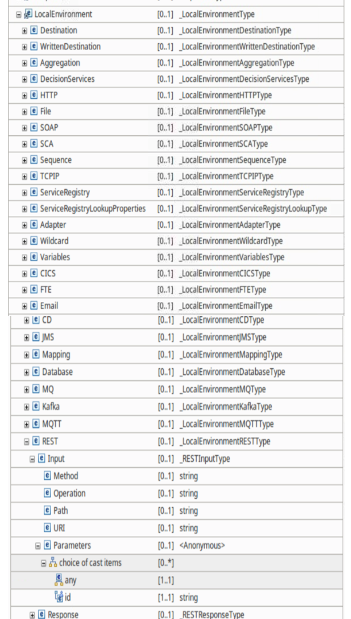 LocalEnvironment [0..1] _LocalEnvironmentType
Destination [0..1] _LocalEnvironmentDestinationType
WrittenDestination [0..1] _LocalEnvironmentWrittenDestinationType
Aggregation [0..1] _LocalEnvironmentAggregationType
DecisionServices [0..1] _LocalEnvironmentDecisionServicesType
HTTP [0..1] _LocalEnvironmentHTTPType
File [0..1] _LocalEnvironmentFileType
SOAP [0..1] _LocalEnvironmentSOAPType
SCA [0..1] _LocalEnvironmentSCAType
Sequence [0..1] _LocalEnvironmentSequenceType
TCPIP [0..1] _LocalEnvironmentTCPIPType
ServiceRegistry [0..1] _LocalEnvironmentServiceRegistryType
ServiceRegistryLookupProperties [0..1] _LocalEnvironmentServiceRegistryLookupType
Adapter [0..1] _LocalEnvironmentAdapterType
Wildcard [0..1] _LocalEnvironmentWildcardType
Variables [0..1] _LocalEnvironmentVariablesType
CICS [0..1] _LocalEnvironmentCICSType
FTE [0..1] _LocalEnvironmentFTEType
Email [0..1] _LocalEnvironmentEmailType
CD [0..1] _LocalEnvironmentCDType
JMS [0..1] _LocalEnvironmentJMSType
Mapping [0..1] _LocalEnvironmentMappingType
Database [0..1] _LocalEnvironmentDatabaseType
MQ [0..1] _LocalEnvironmentMQType
Kafka [0..1] _LocalEnvironmentKafkaType
MQTT [0..1] _LocalEnvironmentMQTTType
REST [0..1] _LocalEnvironmentRESTType
Input [0..1] _RESTInputType
Method [0..1] string
Operation [0..1] string
Path [0..1] string
URI [0..1] string
Parameters [0..1] <Anonymous>
choice of cast items [0..*]
any [1..1]
id [1..1] string
Response [0..1] _RESTResponseType